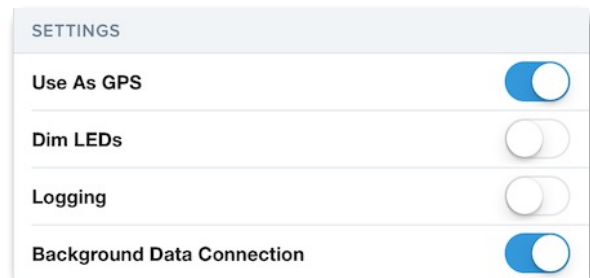 SETTINGS
Use As GPS
Dim LEDs
Logging
Background Data Connection